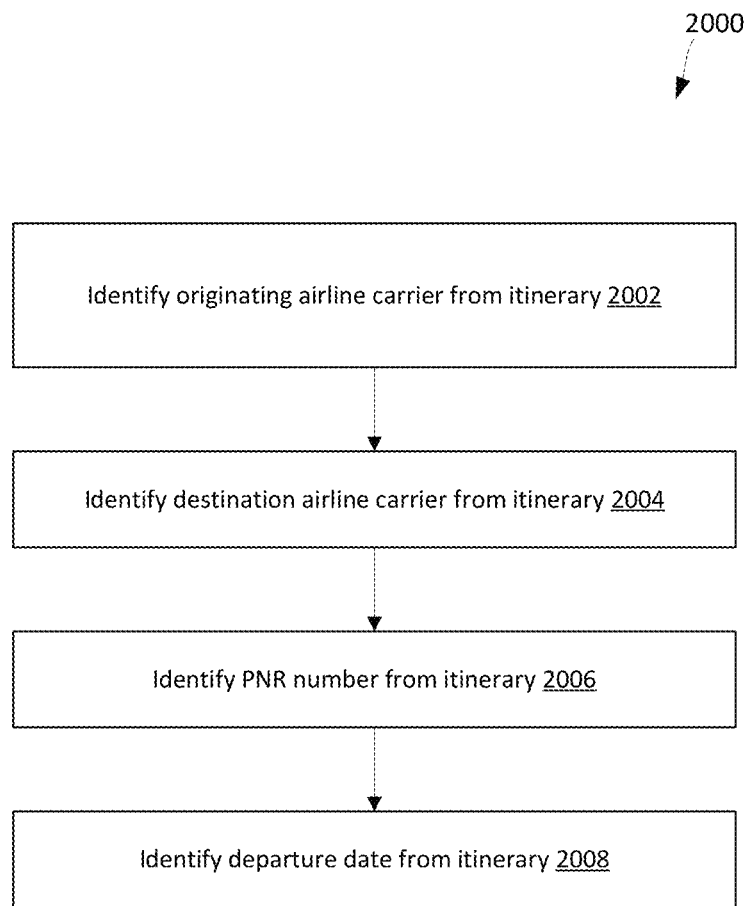 2000
Identify originating airline carrier from itinerary 2002
Identify destination airline carrier from itinerary 2004
Identify PNR number from itinerary 2006
Identify departure date from itinerary 2008